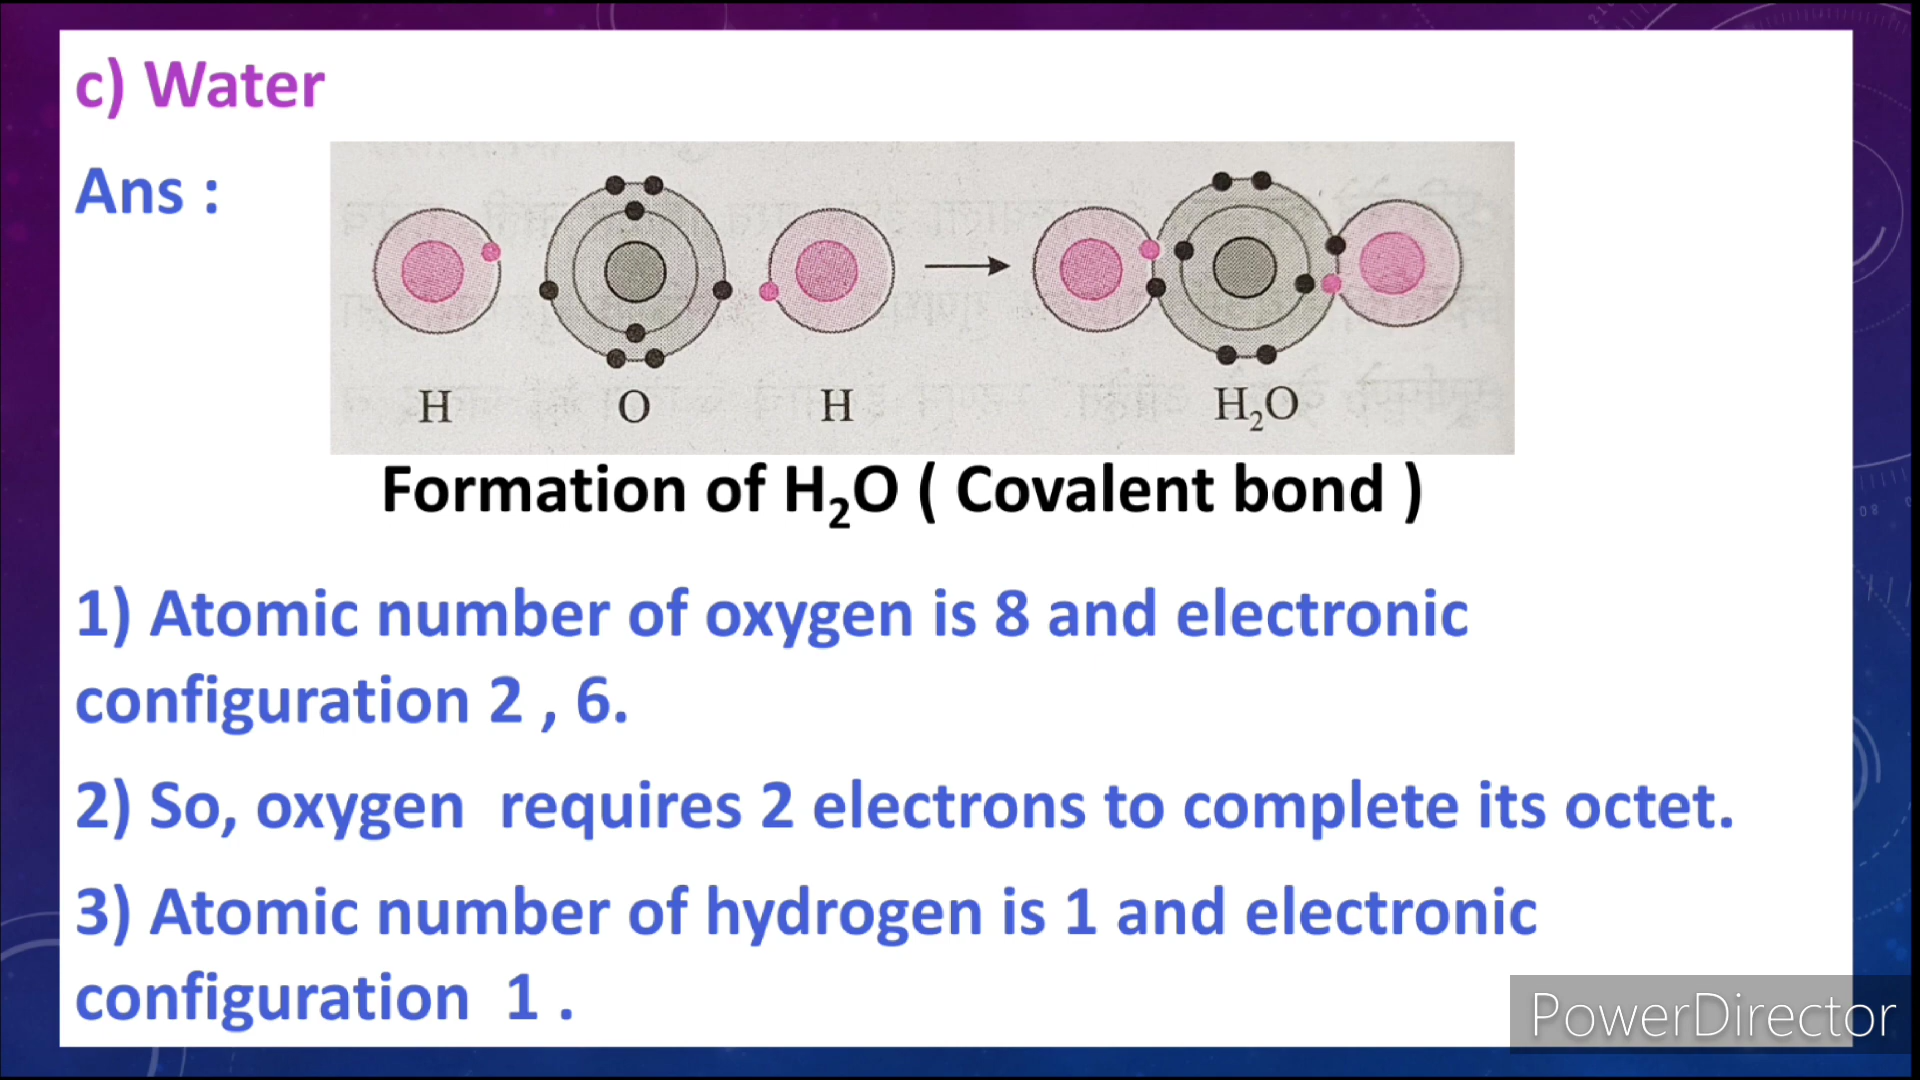 c) Water
Ans :
H O H H₂O
Formation of H₂O ( Covalent bond )
1) Atomic number of oxygen is 8 and electronic
configuration 2 , 6.
2) So, oxygen requires 2 electrons to complete its octet.
3) Atomic number of hydrogen is 1 and electronic
configuration 1 .
PowerDirector